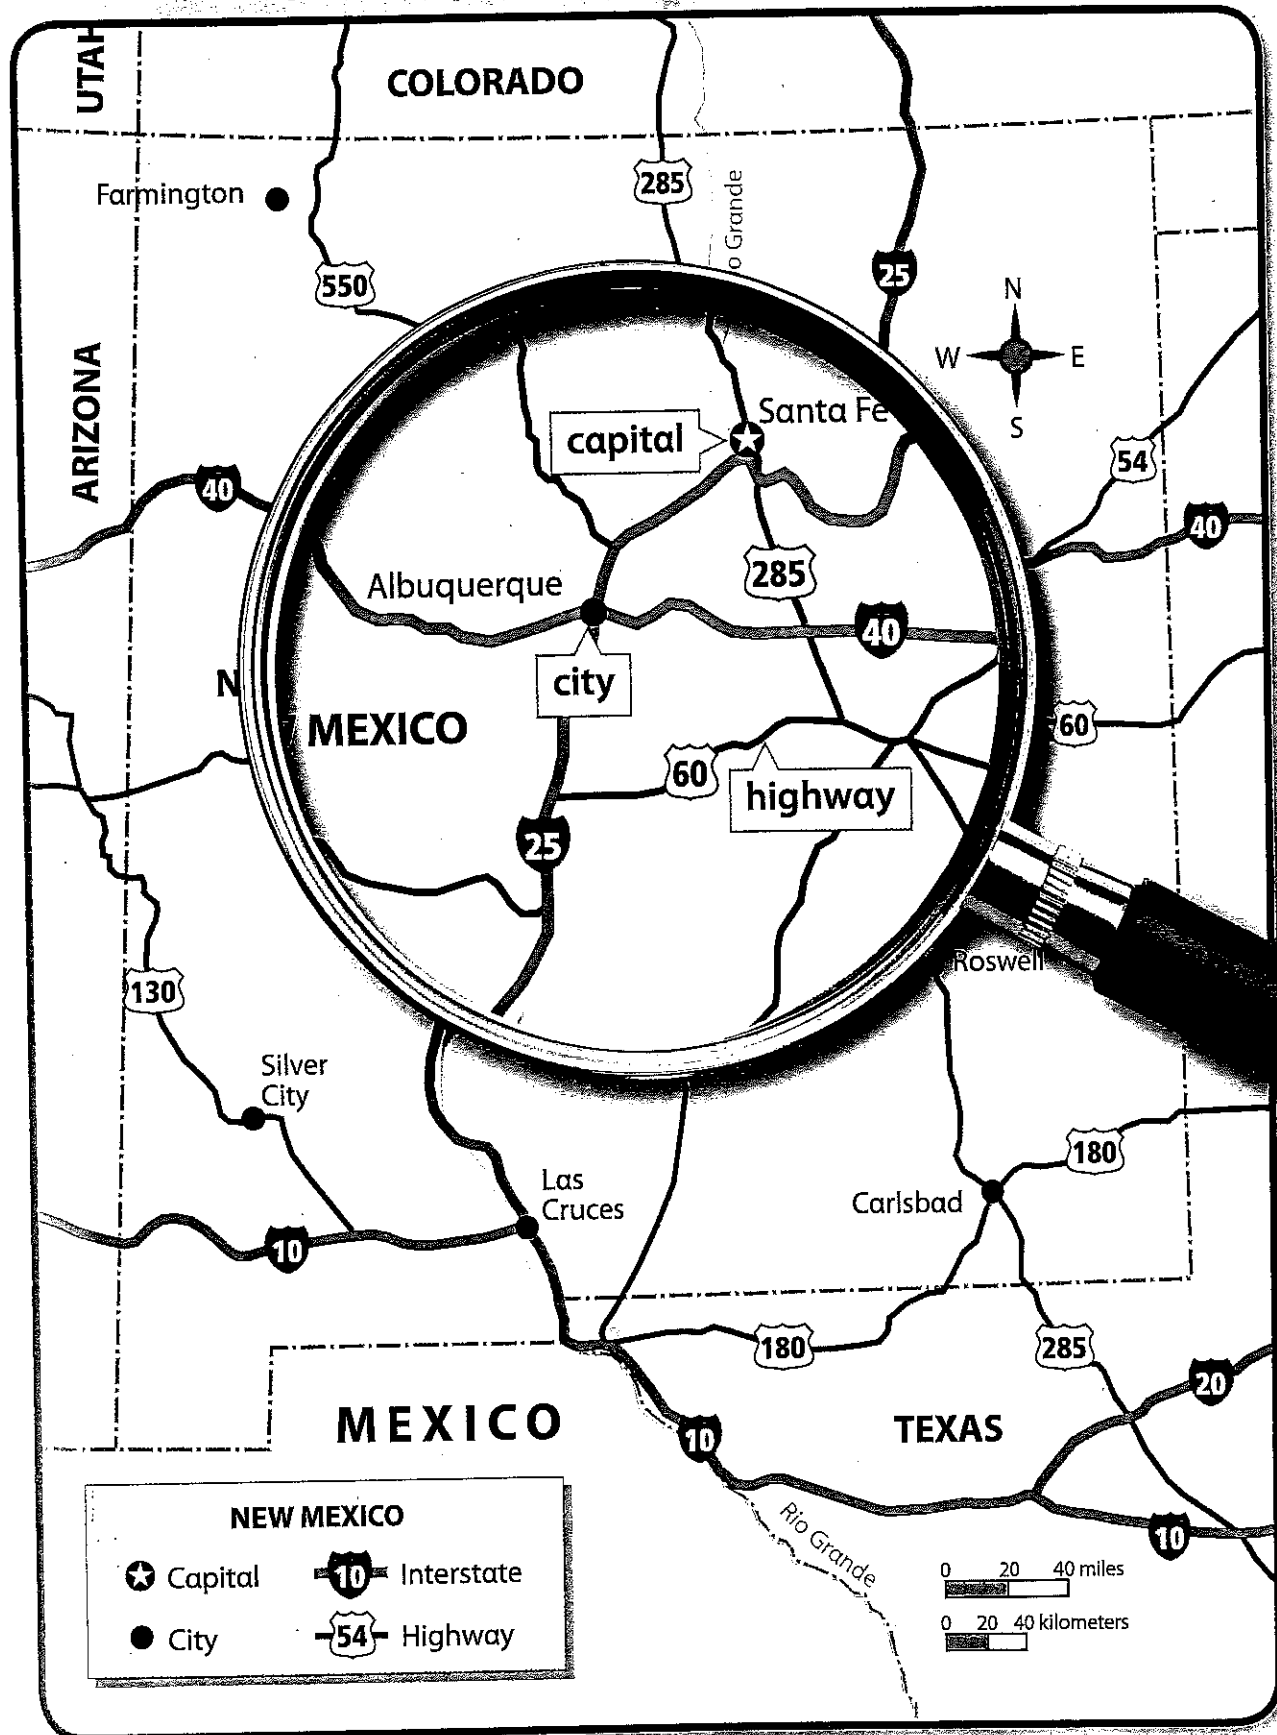 UTAH
COLORADO
Farmington
285
o Grande
550
25
N
W
E
S
ARIZONA
Santa Fe
capital
54
40
40
Albuquerque
285
40
city
N
MEXICO
60
60
highway
25
Roswell
130
Silver
City
Las
Cruces
180
Carlsbad
10
180
285
20
MEXICO
10
TEXAS
10
Rio Grande
NEW MEXICO
Capital
10
Interstate
City
54
Highway
0 20 40 miles
0 20 40 kilometers